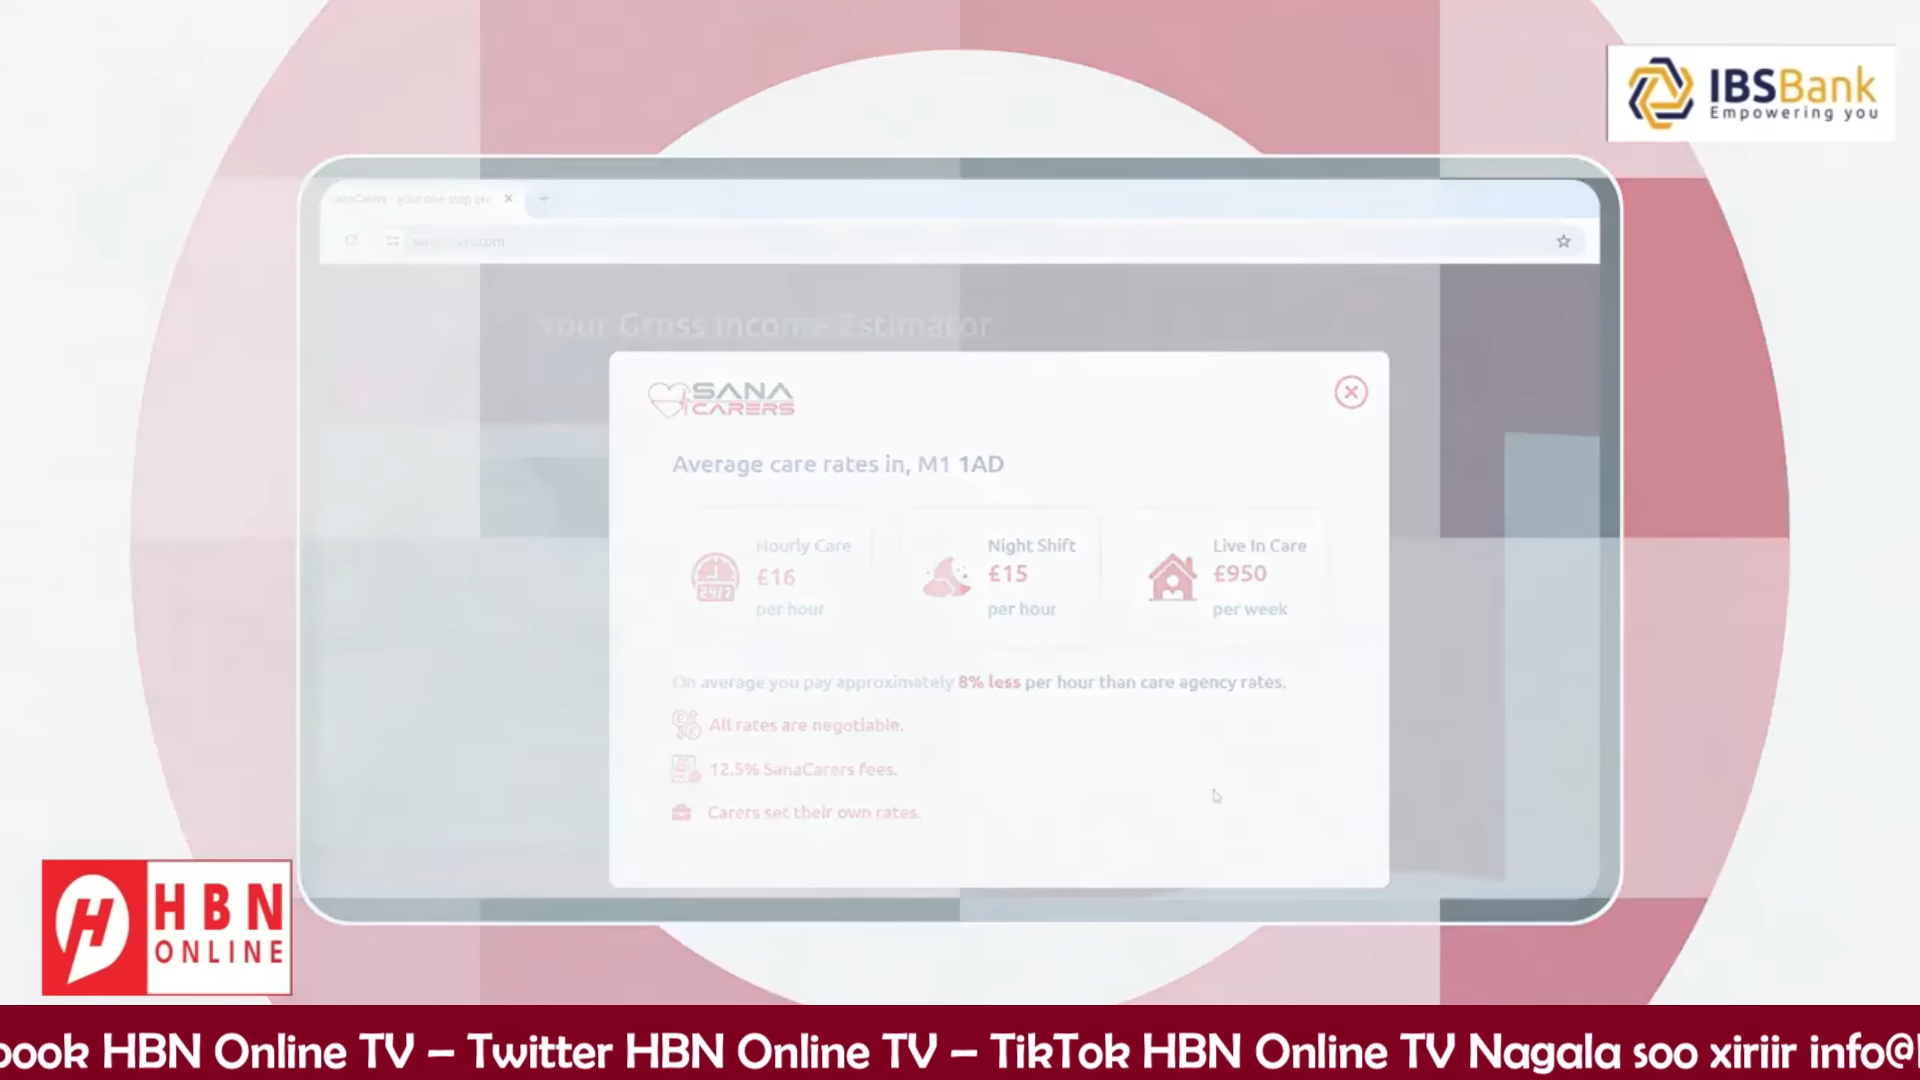 IBSBank
Empowering you
Your Gross Income Estimator
SANA
CARERS
Average care rates in, M1 1AD
Hourly Care
£16
per hour
24/7
Night Shift
£15
per hour
Live In Care
£950
per week
On average you pay approximately 8% less per hour than care agency rates.
All rates are negotiable.
12.5% SanaCarers fees.
Carers set their own rates.
H B N
ONLINE
HBN Online TV – Twitter HBN Online TV – TikTok HBN Online TV Nagala soo xiriir info@